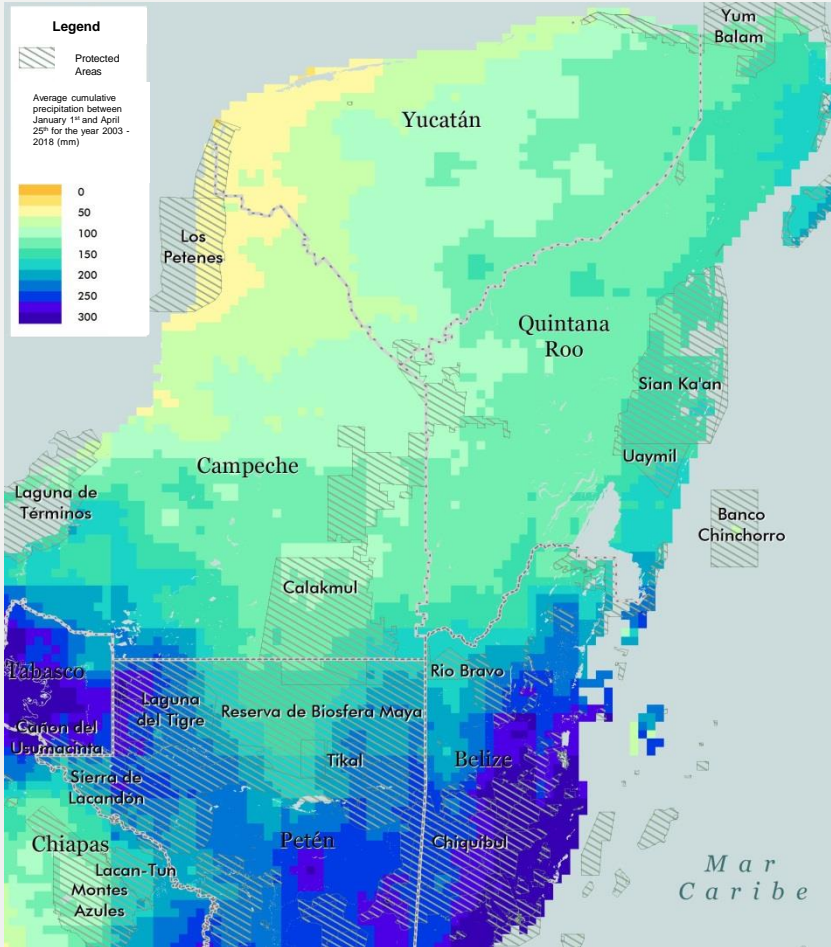 Legend
Protected
Areas
Average cumulative
precipitation between
January 1st and April
25th for the year 2003 -
2018 (mm)
0
50
100
150
200
250
300
Yum
Balam
Yucatán
Los
Petenes
Quintana
Roo
Sian Ka'an
Uaymil
Campeche
Laguna de
Términos
Banco
Chinchorro
Calakmul
Tabasco
Rio Bravo
Laguna
del Tigre
Reserva de Biosfera Maya
Cañon del
Usumacinta
Tikal
Belize
Sierra de
Lacandón
Chiapas
Petén
Chiquibul
Lacan-Tun
Montes
Azules
Mar
Caribe